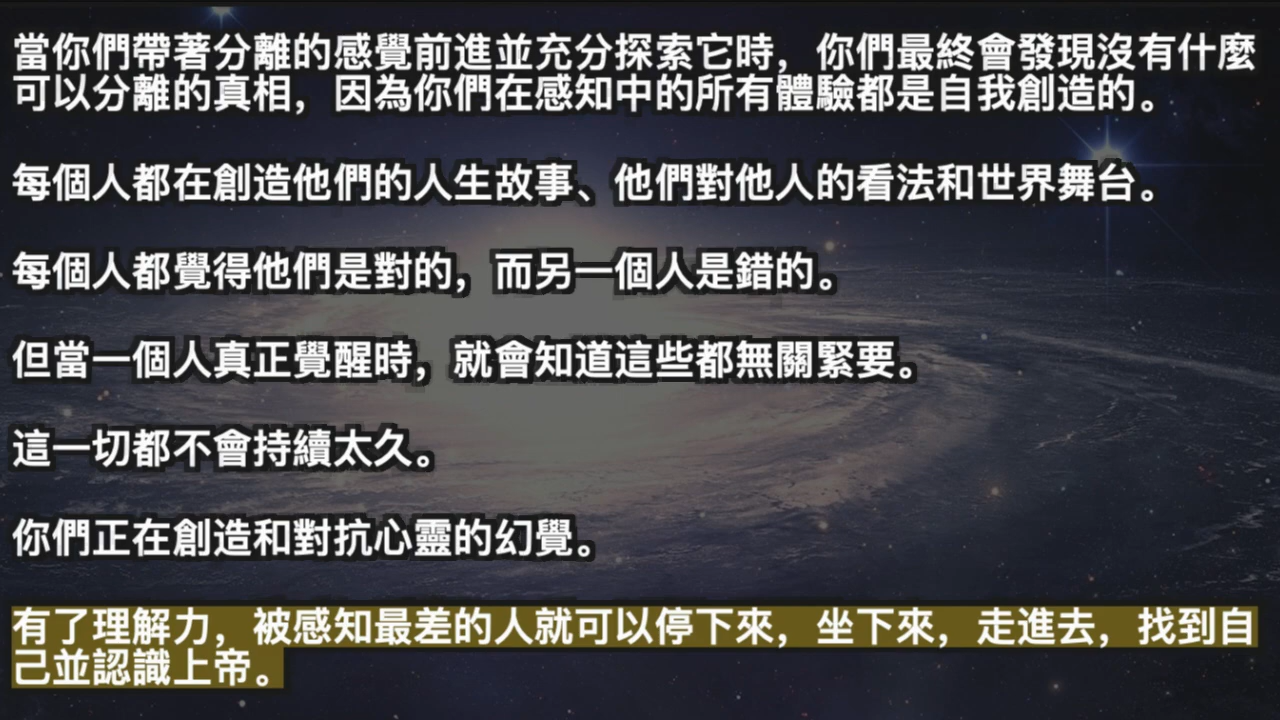 當你們帶著分離的感覺前進並充分探索它時，你們最終會發現沒有什麼
可以分離的真相，因為你們在感知中的所有體驗都是自我創造的。
每個人都在創造他們的人生故事、他們對他人的看法和世界舞台。
每個人都覺得他們是對的，而另一個人是錯的。
但當一個人真正覺醒時，就會知道這些都無關緊要。
這一切都不會持續太久。
你們正在創造和對抗心靈的幻覺。
有了理解力，被感知最差的人就可以停下來，坐下來，走進去，找到自
己並認識上帝。